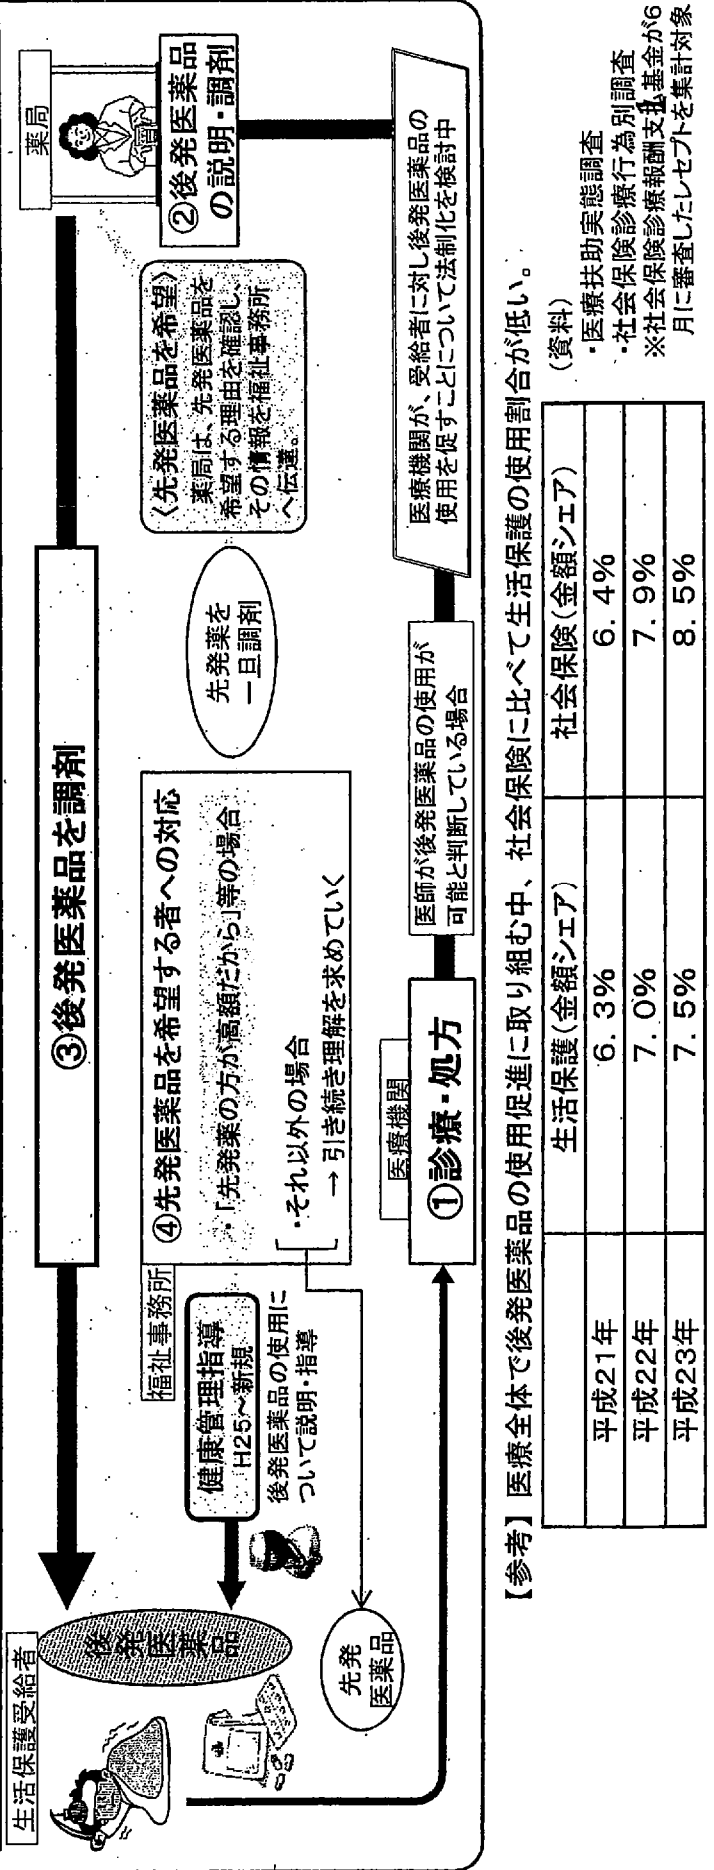 生活保護受給者
後発医薬品
先発
医薬品
③後発医薬品を調剤
薬局
②後発医薬品
の説明・調剤
〈先発医薬品を希望〉
薬局は、先発医薬品を
希望する理由を確認し、
その情報を福祉事務所
へ伝達。
先発薬を
一旦調剤
福祉事務所
④先発医薬品を希望する者への対応
・「先発薬の方が高額だから」等の場合
・それ以外の場合
→ 引き続き理解を求めていく
健康管理指導
H25~新規
後発医薬品の使用に
ついて説明・指導
医療機関
①診療・処方
医師が後発医薬品の使用が
可能と判断している場合
医療機関が、受給者に対し後発医薬品の
使用を促すことについて法制化を検討中
【参考】医療全体で後発医薬品の使用促進に取り組む中、社会保険に比べて生活保護の使用割合が低い。
生活保護(金額シェア) 社会保険(金額シェア)
平成21年 6.3% 6.4%
平成22年 7.0% 7.9%
平成23年 7.5% 8.5%
(資料)
・医療扶助実態調査
・社会保険診療行為別調査
※社会保険診療報酬支払基金が6
月に審査したレセプトを集計対象